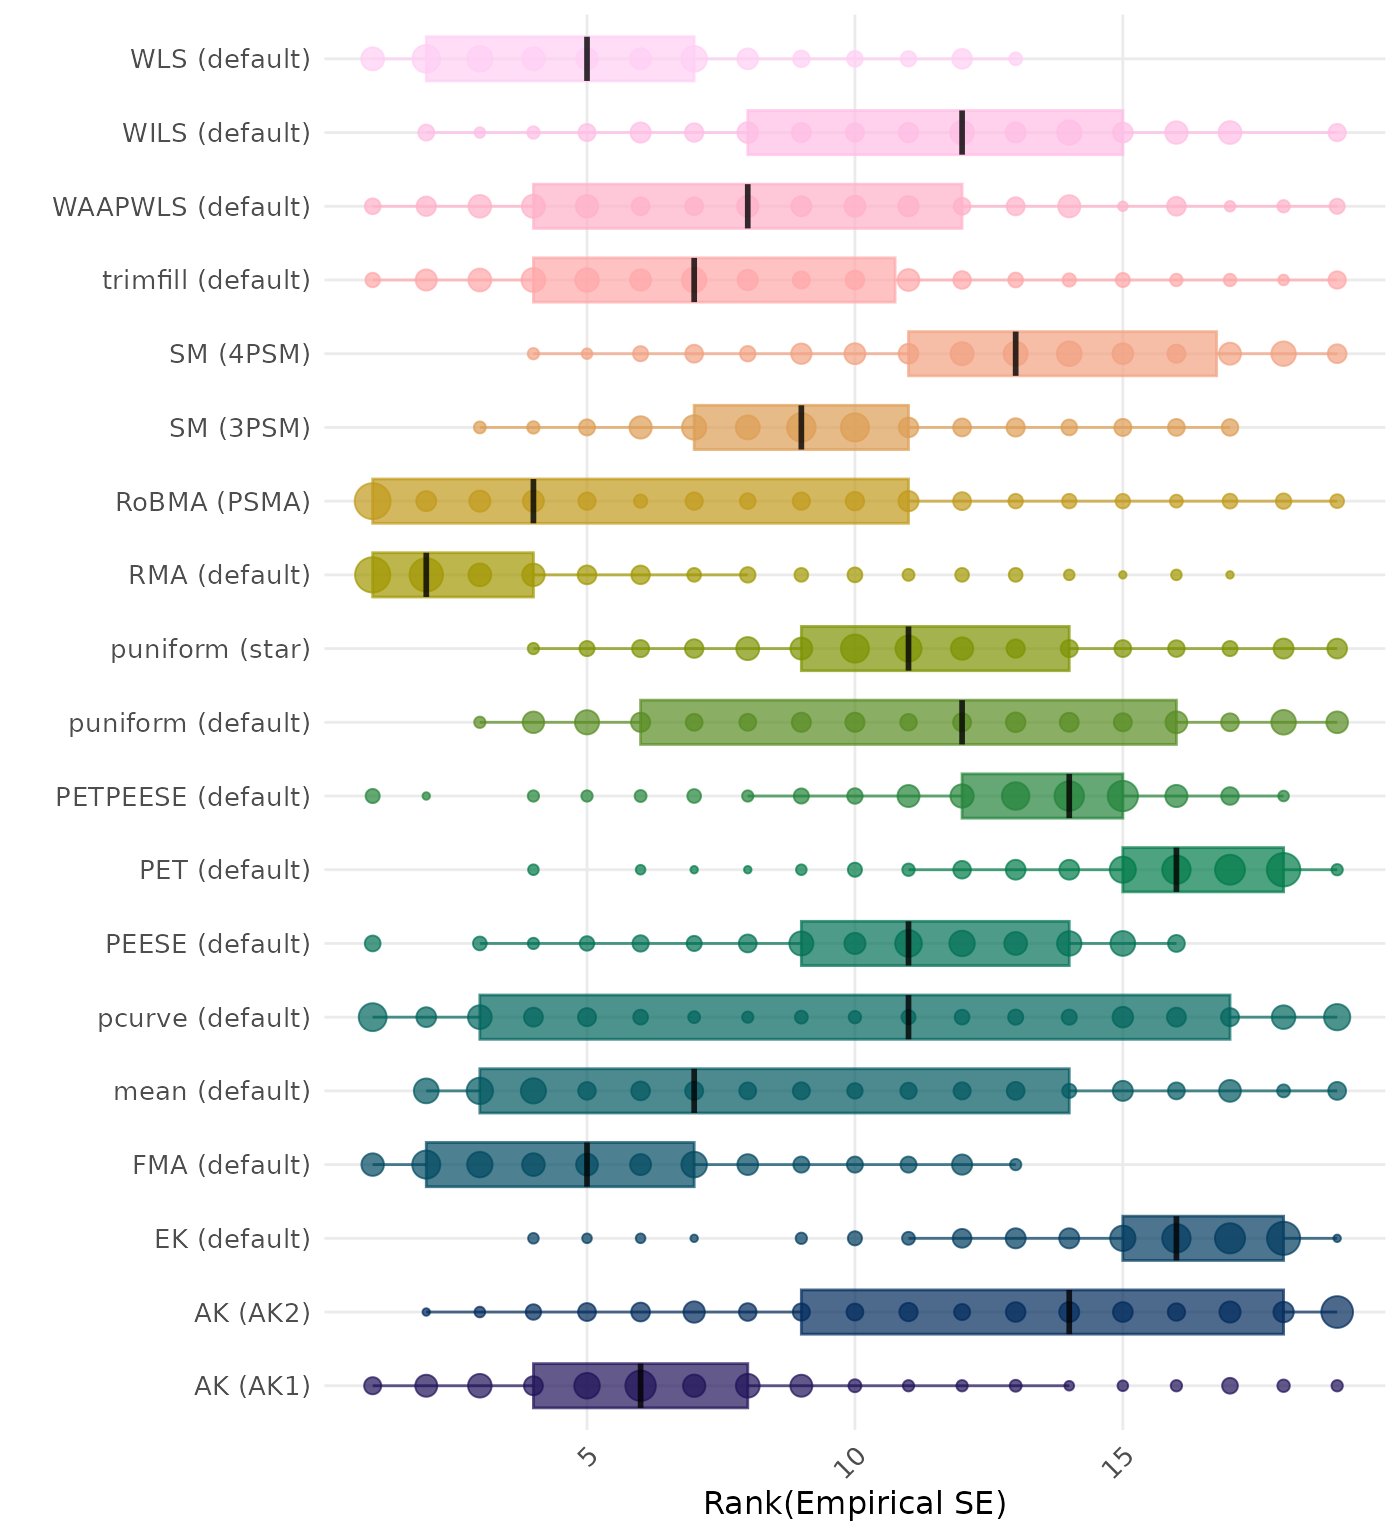 WLS (default)
WILS (default)
WAAPWLS (default)
trimfill (default)
SM (4PSM)
SM (3PSM)
RoBMA (PSMA)
RMA (default)
puniform (star)
puniform (default)
PETPEESE (default)
PET (default)
PEESE (default)
pcurve (default)
mean (default)
FMA (default)
EK (default)
AK (AK2)
AK (AK1)
5 10 15
Rank(Empirical SE)